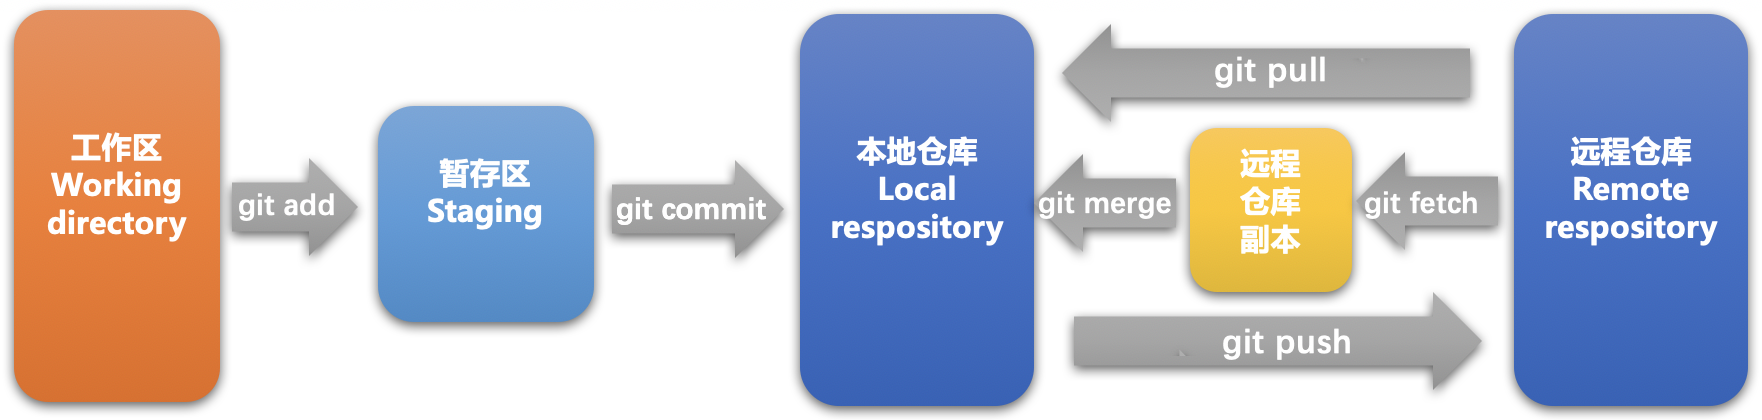 工作区
Working
directory
git add
暂存区
Staging
git commit
本地仓库
Local
respository
git pull
git merge
远程
仓库
副本
git fetch
git push
远程仓库
Remote
respository